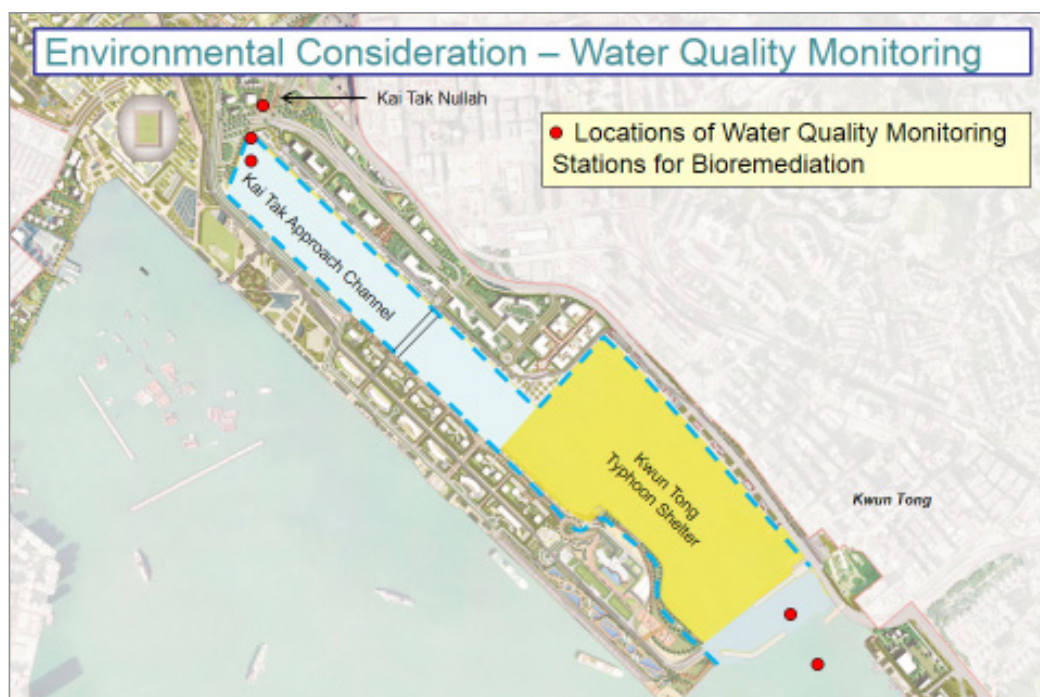 Environmental Consideration – Water Quality Monitoring
Kai Tak Nullah
Locations of Water Quality Monitoring
Stations for Bioremediation
Kai Tak Approach Channel
Kwun Tong
Typhoon Shelter
Kwun Tong